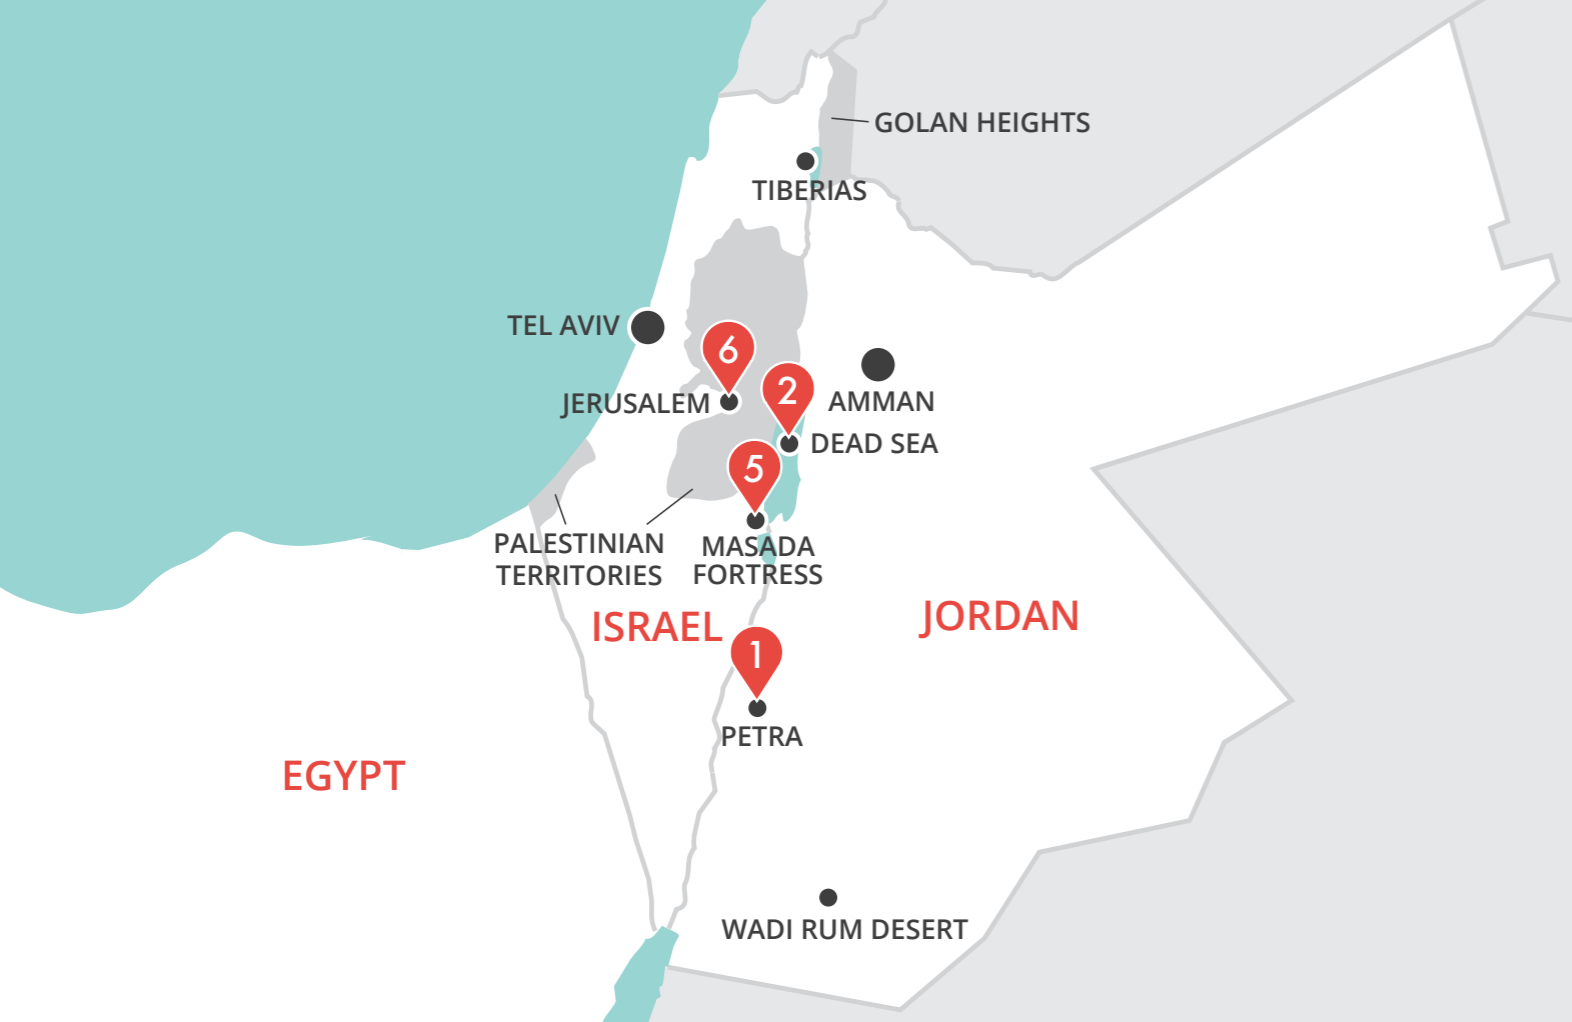 GOLAN HEIGHTS
TIBERIAS
TEL AVIV
6
2
JERUSALEM
AMMAN
DEAD SEA
5
PALESTINIAN
TERRITORIES
MASADA
FORTRESS
ISRAEL
JORDAN
1
PETRA
EGYPT
WADI RUM DESERT